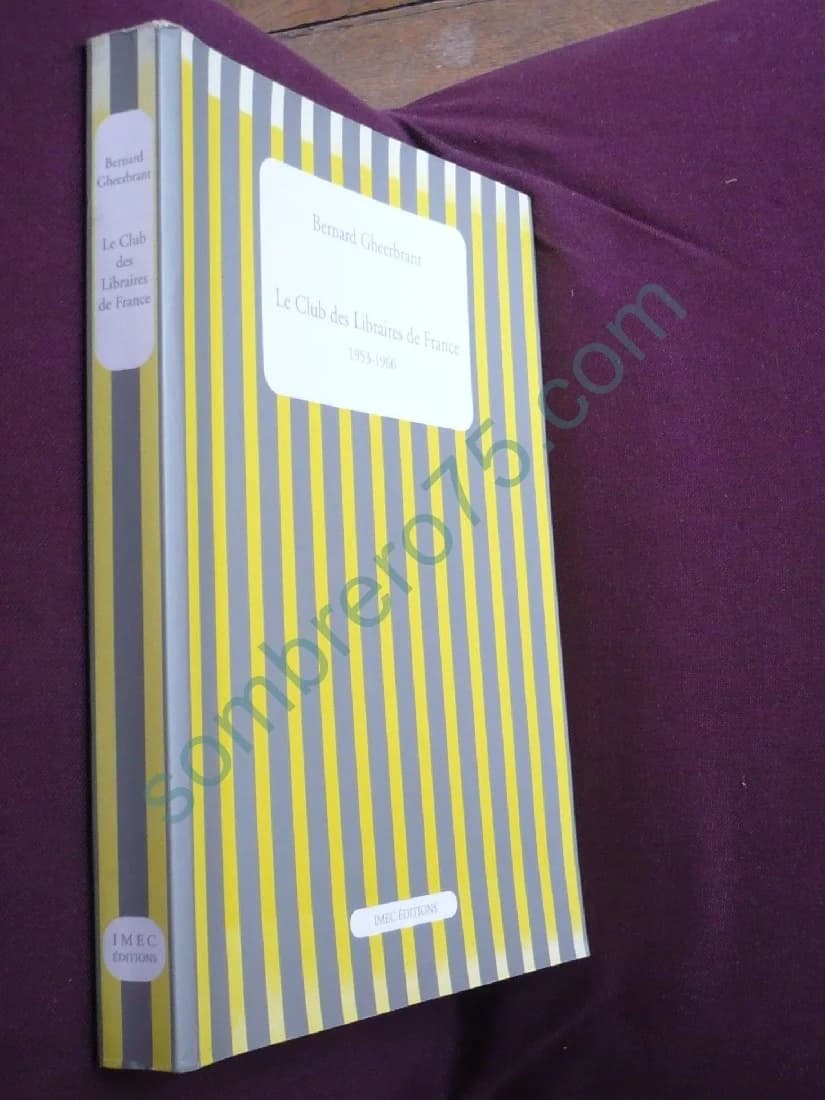 Bernard
Gheerbrant
Le Club
des
Libraires
de France
IMEC
ÉDITIONS
Bernard Gheerbrant
Le Club des Libraires de France
1953-1966
IMEC ÉDITIONS
sombrero75.com